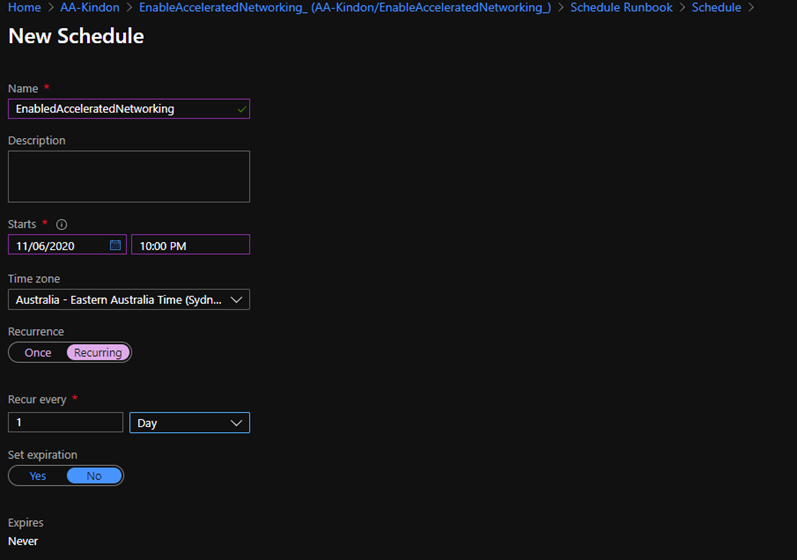 Home > AA-Kindon > EnableAcceleratedNetworking_ (AA-Kindon/EnableAcceleratedNetworking_) > Schedule Runbook > Schedule >
New Schedule
Name *
EnabledAcceleratedNetworking
Description
Starts *
11/06/2020 10:00 PM
Time zone
Australia - Eastern Australia Time (Sydn...
Recurrence
Once Recurring
Recur every *
1 Day
Set expiration
Yes No
Expires
Never